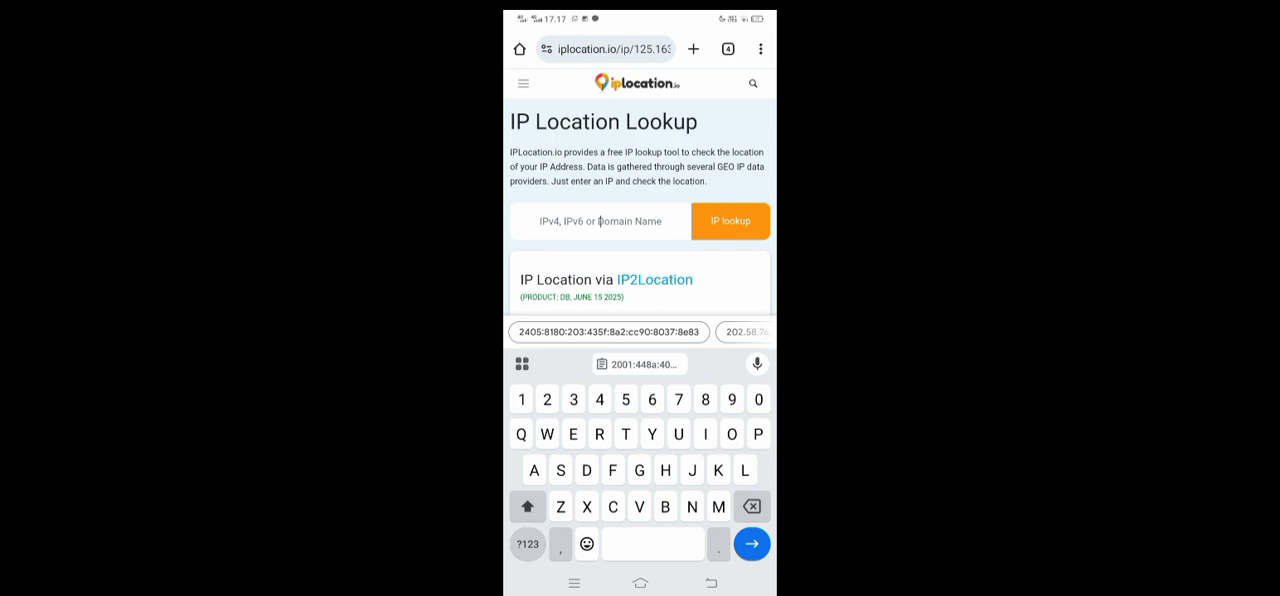 17.17
iplocation.io/ip/125.163
4
iplocation.io
IP Location Lookup
IPLocation.io provides a free IP lookup tool to check the location
of your IP Address. Data is gathered through several GEO IP data
providers. Just enter an IP and check the location.
IPv4, IPv6 or Domain Name
IP lookup
IP Location via IP2Location
(PRODUCT: DB, JUNE 15 2025)
2405:8180:203:435f:8a2:cc90:8037:8e83
202.58.76
2001:448a:40...
1 2 3 4 5 6 7 8 9 0
Q W E R T Y U I O P
A S D F G H J K L
Z X C V B N M
?123 , .